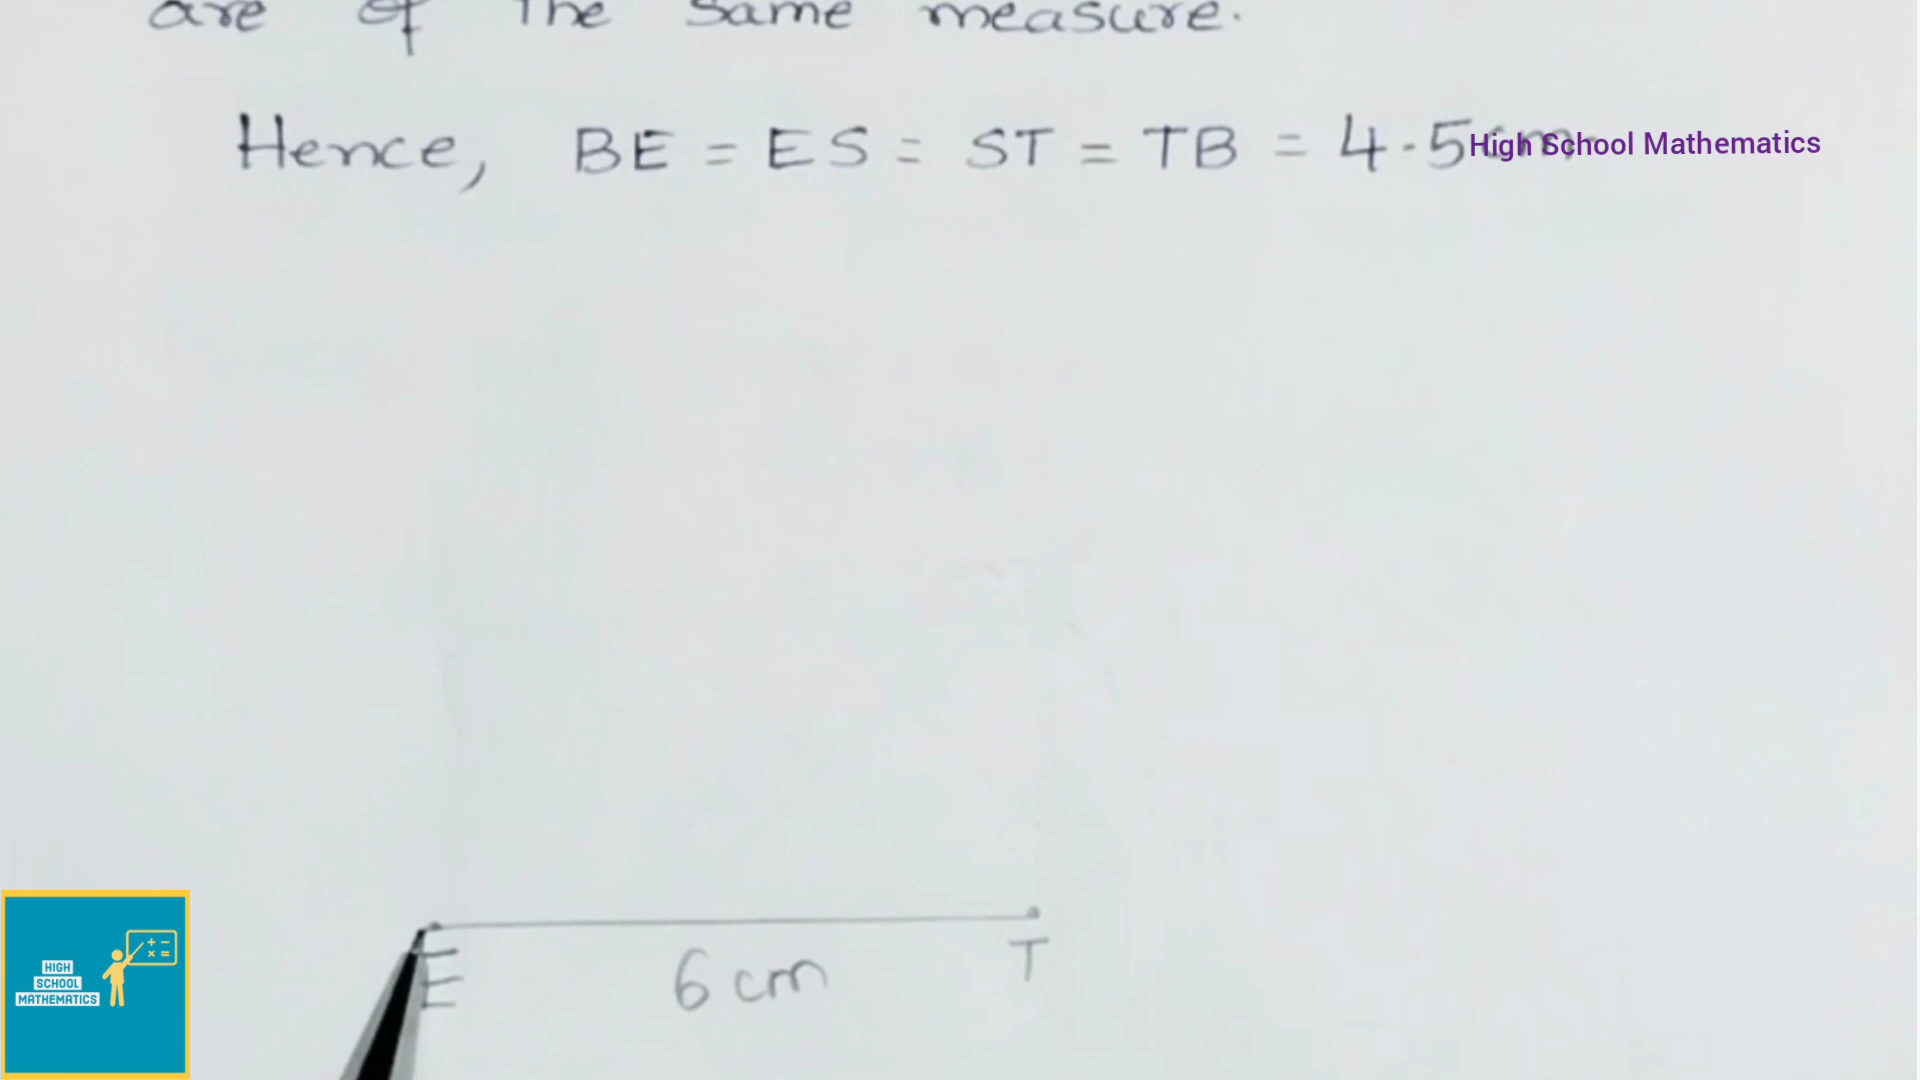 are of the same measure.
Hence, BE = ES = ST = TB = 4.5cm.
High School Mathematics
E 6 cm T
HIGH
SCHOOL
MATHEMATICS